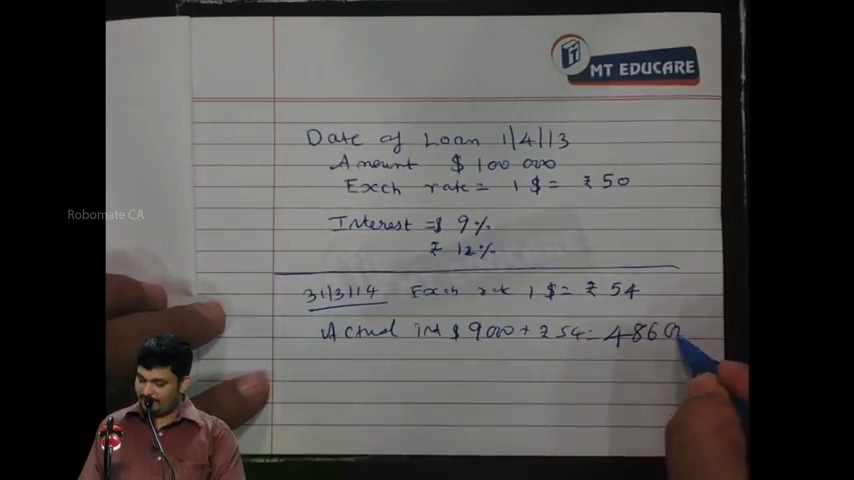 MT EDUCARE
Date of Loan 1/4/13
Amount $ 100 000
Exch rate = 1 $ = ₹ 50
Robomate CA
Interest = $ 9%
₹ 12%
31/3/14 Exch rate 1 $ = ₹ 54
Actual int $ 9000 + ₹ 54 = 4860